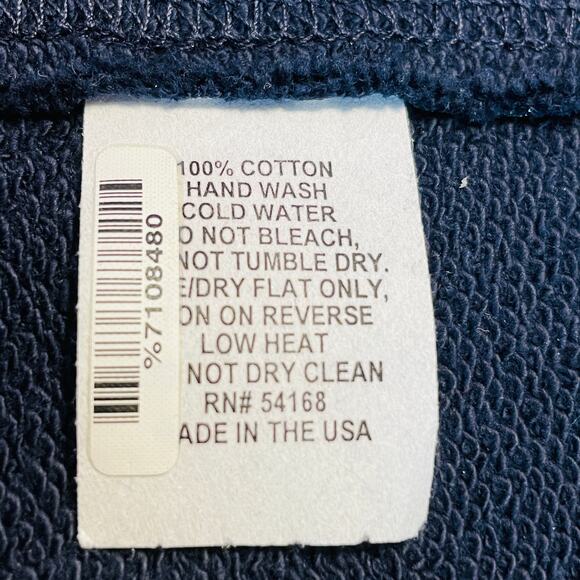 100% COTTON
HAND WASH
COLD WATER
O NOT BLEACH,
NOT TUMBLE DRY.
E/DRY FLAT ONLY,
ON ON REVERSE
LOW HEAT
NOT DRY CLEAN
RN# 54168
ADE IN THE USA
%7108480